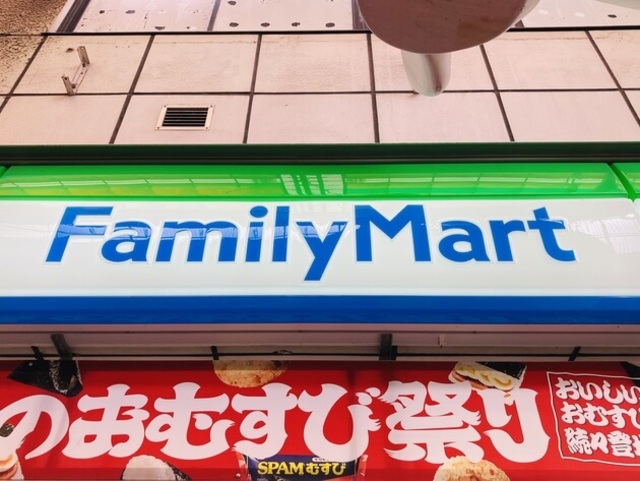 FamilyMart
のおむすび祭り
おいしい
おむすび
続々登場
SPAMむすび